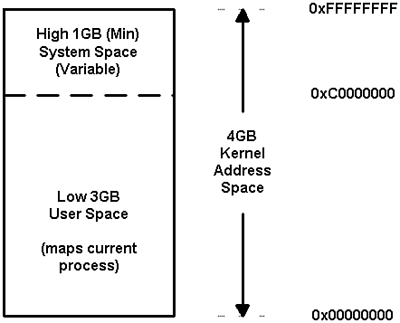 0xFFFFFFFF
High 1GB (Min)
System Space
(Variable)
0xC0000000
4GB
Kernel
Address
Space
Low 3GB
User Space
(maps current
process)
0x00000000